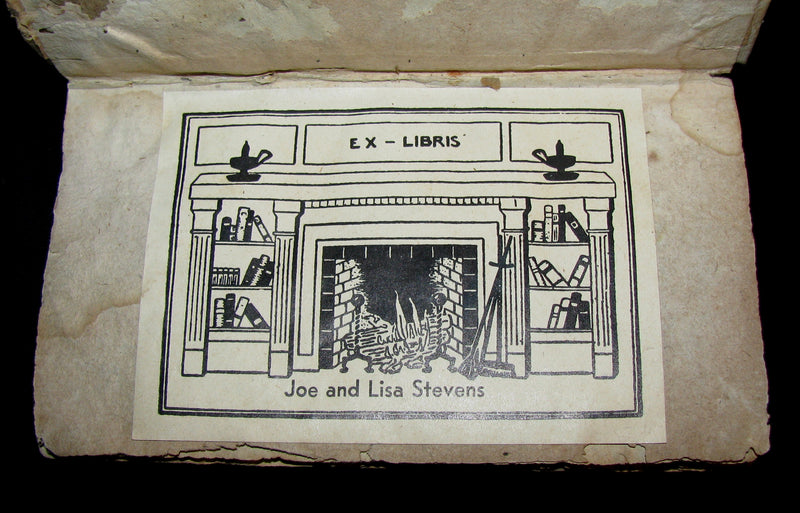 EX - LIBRIS
Joe and Lisa Stevens